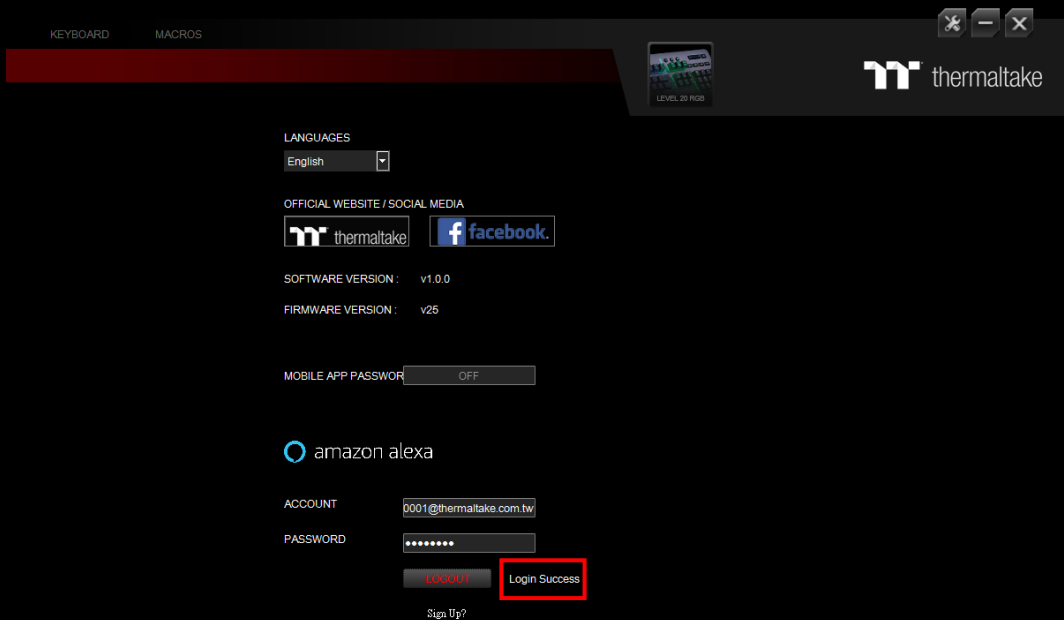 KEYBOARD MACROS
thermaltake
LEVEL 20 RGB
LANGUAGES
English
OFFICIAL WEBSITE / SOCIAL MEDIA
thermaltake facebook.
SOFTWARE VERSION : v1.0.0
FIRMWARE VERSION : v25
MOBILE APP PASSWOR OFF
amazon alexa
ACCOUNT 0001@thermaltake.com.tw
PASSWORD ••••••••
LOGOUT Login Success
Sign Up?